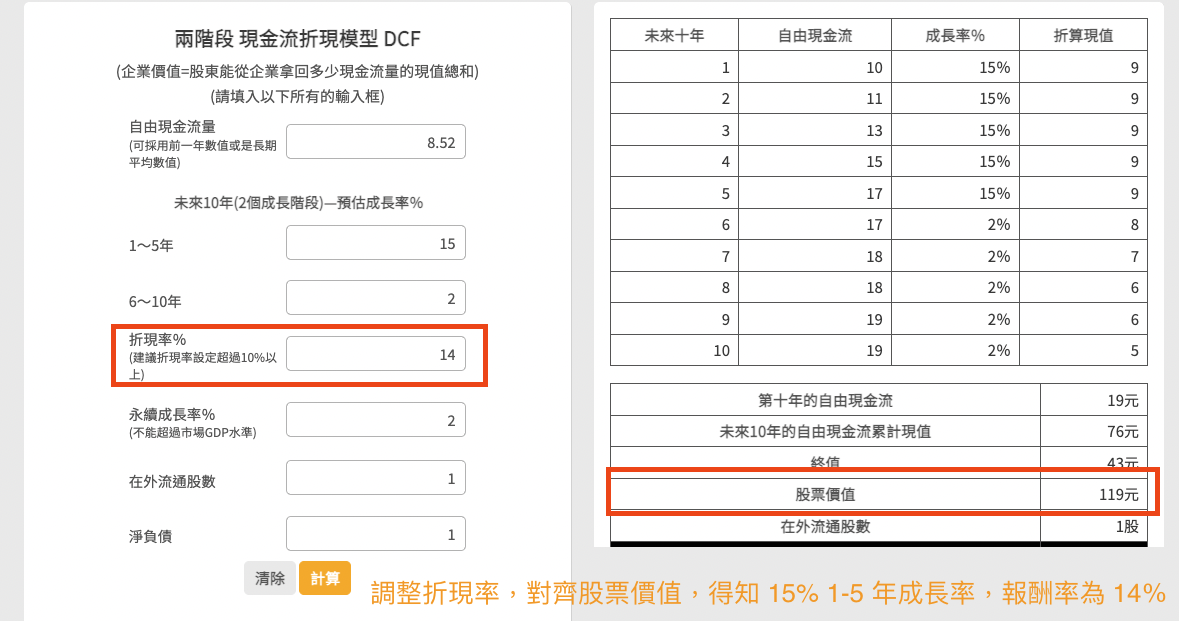 兩階段 現金流折現模型 DCF
(企業價值=股東能從企業拿回多少現金流量的現值總和)
(請填入以下所有的輸入框)
自由現金流量
(可採用前一年數值或是長期
平均數值)
8.52
未來10年(2個成長階段)—預估成長率%
1～5年
15
6～10年
2
折現率%
(建議折現率設定超過10%以
上)
14
永續成長率%
(不能超過市場GDP水準)
2
在外流通股數
1
淨負債
1
清除 計算
未來十年 自由現金流 成長率% 折算現值
1 10 15% 9
2 11 15% 9
3 13 15% 9
4 15 15% 9
5 17 15% 9
6 17 2% 8
7 18 2% 7
8 18 2% 6
9 19 2% 6
10 19 2% 5
第十年的自由現金流 19元
未來10年的自由現金流累計現值 76元
終值 43元
股票價值 119元
在外流通股數 1股
調整折現率，對齊股票價值，得知 15% 1-5 年成長率，報酬率為 14%